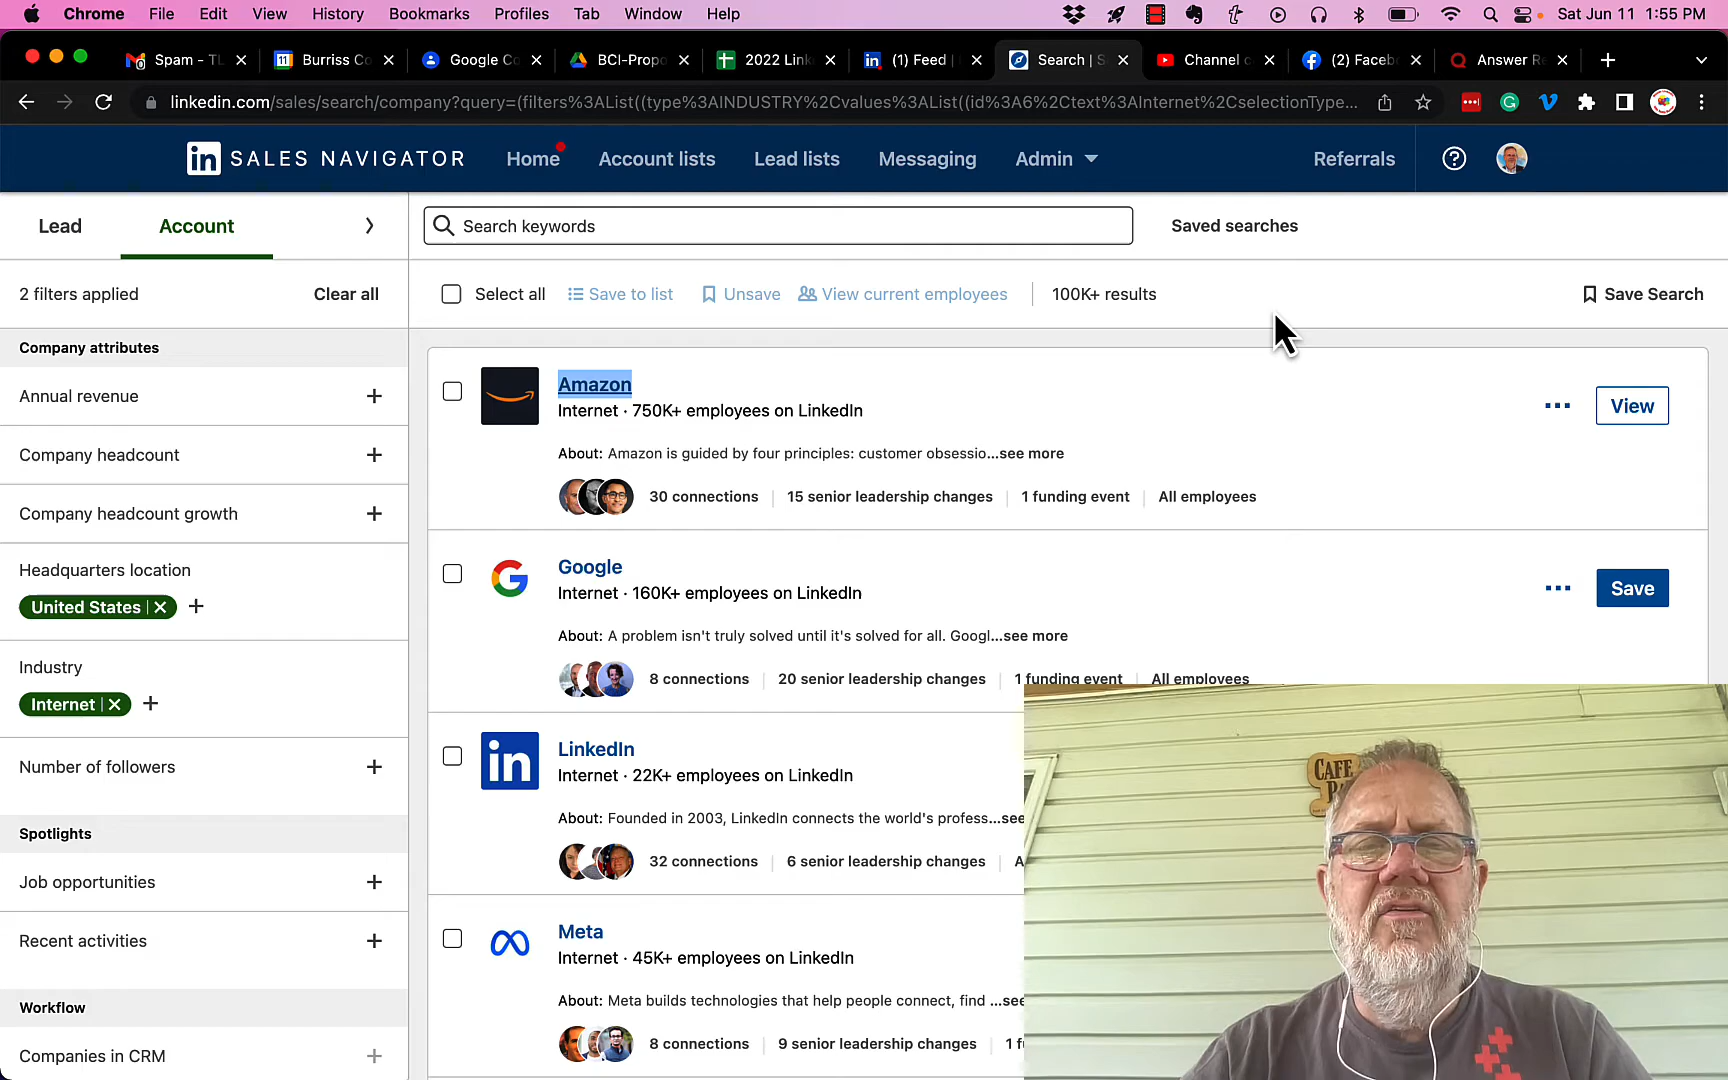 Chrome File Edit View History Bookmarks Profiles Tab Window Help Sat Jun 11 1:55 PM
Spam - TL Burriss Co Google Co BCI-Propo 2022 Link (1) Feed | Search | S Channel c (2) Faceb Answer Re
linkedin.com/sales/search/company?query=(filters%3AList((type%3AINDUSTRY%2Cvalues%3AList((id%3A6%2Ctext%3AInternet%2CselectionType...
in SALES NAVIGATOR Home Account lists Lead lists Messaging Admin Referrals
Lead Account Search keywords Saved searches
2 filters applied Clear all Select all Save to list Unsave View current employees 100K+ results Save Search
Company attributes
Annual revenue
Company headcount
Company headcount growth
Headquarters location
United States
Industry
Internet
Number of followers
Spotlights
Job opportunities
Recent activities
Workflow
Companies in CRM
Amazon
Internet · 750K+ employees on LinkedIn
View
About: Amazon is guided by four principles: customer obsessio...see more
30 connections 15 senior leadership changes 1 funding event All employees
Google
Internet · 160K+ employees on LinkedIn
Save
About: A problem isn't truly solved until it's solved for all. Googl...see more
8 connections 20 senior leadership changes 1 funding event All employees
in LinkedIn
Internet · 22K+ employees on LinkedIn
About: Founded in 2003, LinkedIn connects the world's profess...see
32 connections 6 senior leadership changes A
Meta
Internet · 45K+ employees on LinkedIn
About: Meta builds technologies that help people connect, find ...see
8 connections 9 senior leadership changes 1 f
CAFE